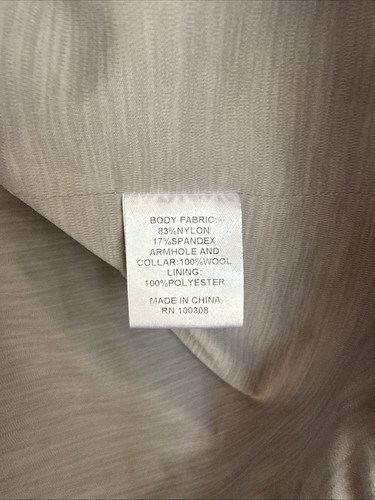 BODY FABRIC:
83%NYLON
17%SPANDEX
ARMHOLE AND
COLLAR:100%WOOL
LINING:
100%POLYESTER
MADE IN CHINA
RN 100308